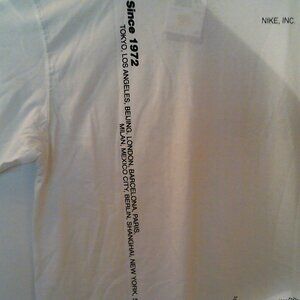 Since 1972
TOKYO, LOS ANGELES, BEIJING, LONDON, BARCELONA, PARIS,
MILAN, MEXICO CITY, BERLIN, SHANGHAI, NEW YORK,
NIKE, INC